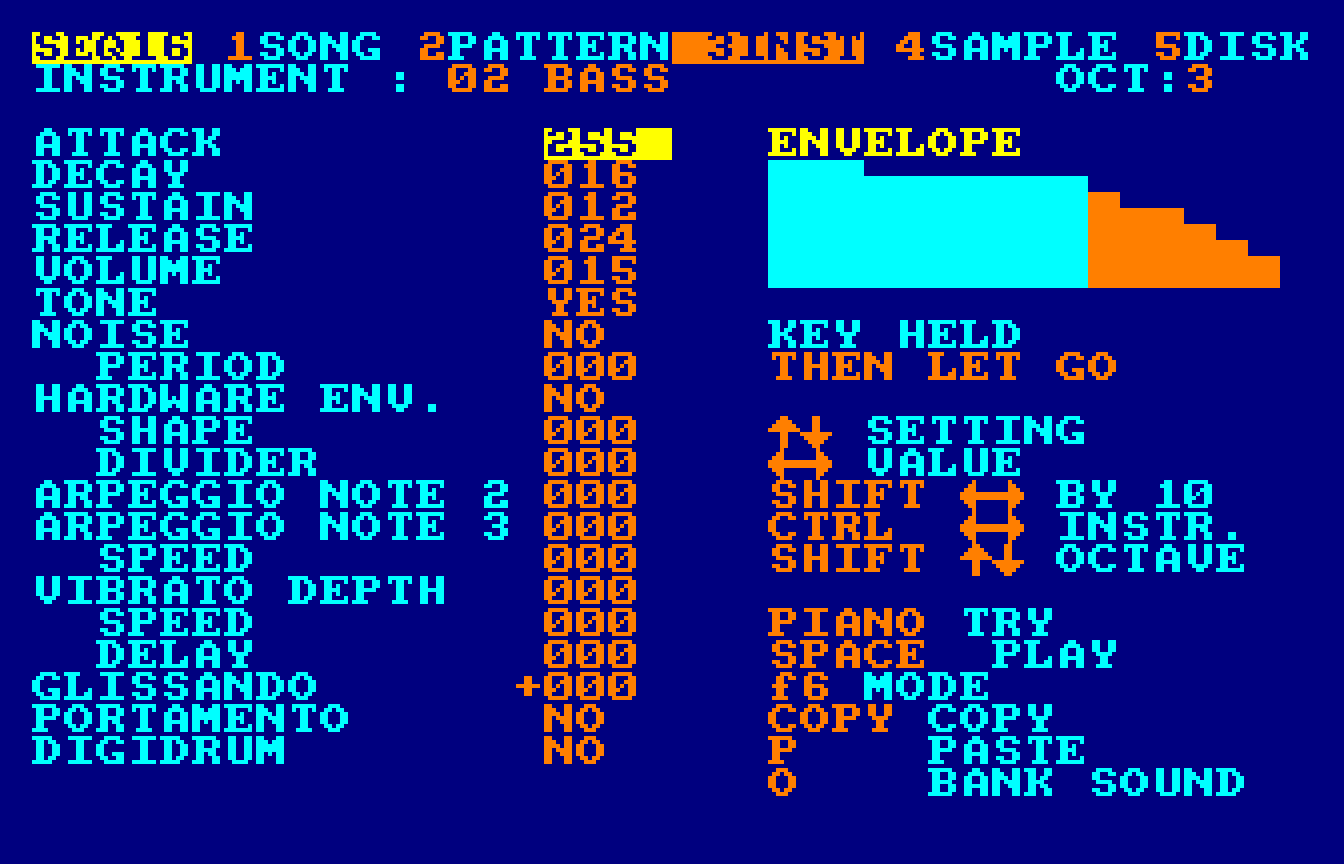 SEQ16 1SONG 2PATTERN 3INST 4SAMPLE 5DISK
INSTRUMENT : 02 BASS OCT:3
ATTACK 255 ENVELOPE
DECAY 016
SUSTAIN 012
RELEASE 024
VOLUME 015
TONE YES
NOISE NO KEY HELD
PERIOD 000 THEN LET GO
HARDWARE ENV. NO
SHAPE 000 ↑↓ SETTING
DIVIDER 000 ↔ VALUE
ARPEGGIO NOTE 2 000 SHIFT ↔ BY 10
ARPEGGIO NOTE 3 000 CTRL ↔ INSTR.
SPEED 000 SHIFT ↑↓ OCTAVE
VIBRATO DEPTH 000
SPEED 000 PIANO TRY
DELAY 000 SPACE PLAY
GLISSANDO +000 f6 MODE
PORTAMENTO NO COPY COPY
DIGIDRUM NO P PASTE
O BANK SOUND